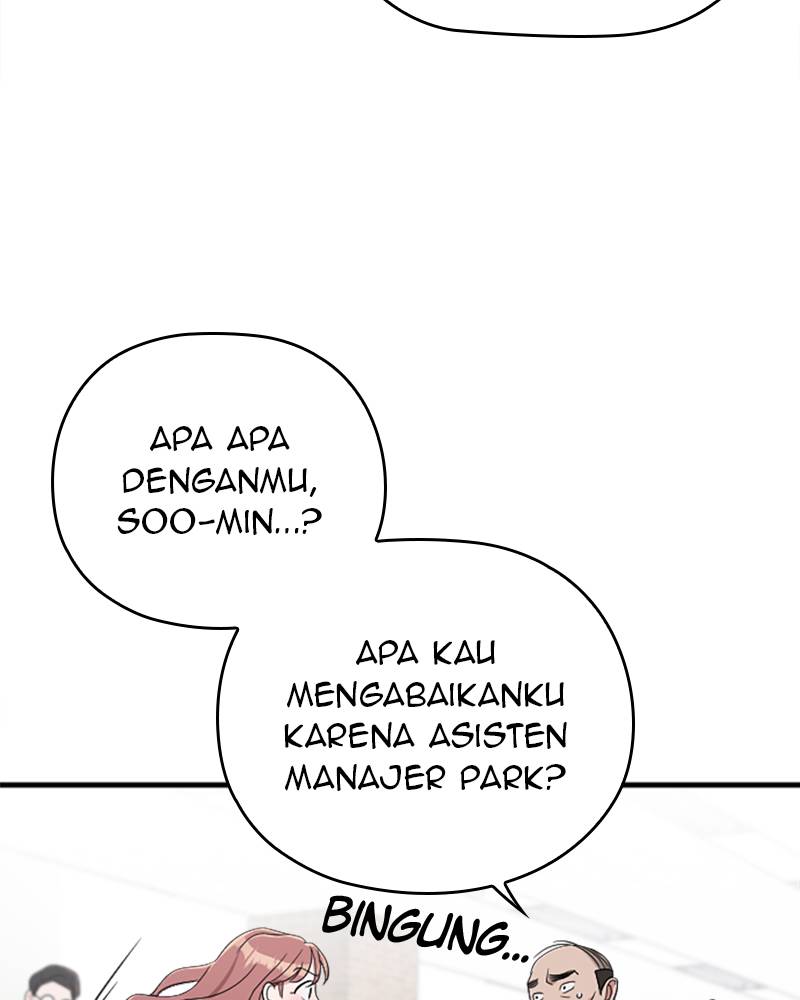 APA APA
DENGANMU,
SOO-MIN...?
APA KAU
MENGABAIKANKU
KARENA ASISTEN
MANAJER PARK?
BINGUNG...